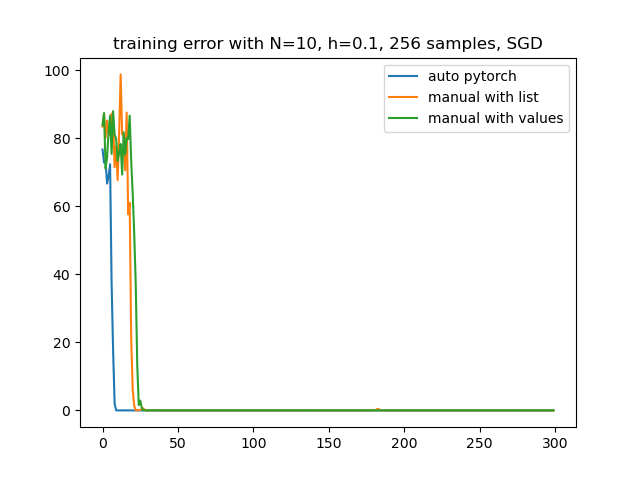 training error with N=10, h=0.1, 256 samples, SGD
100
80
60
40
20
0
auto pytorch
manual with list
manual with values
0 50 100 150 200 250 300